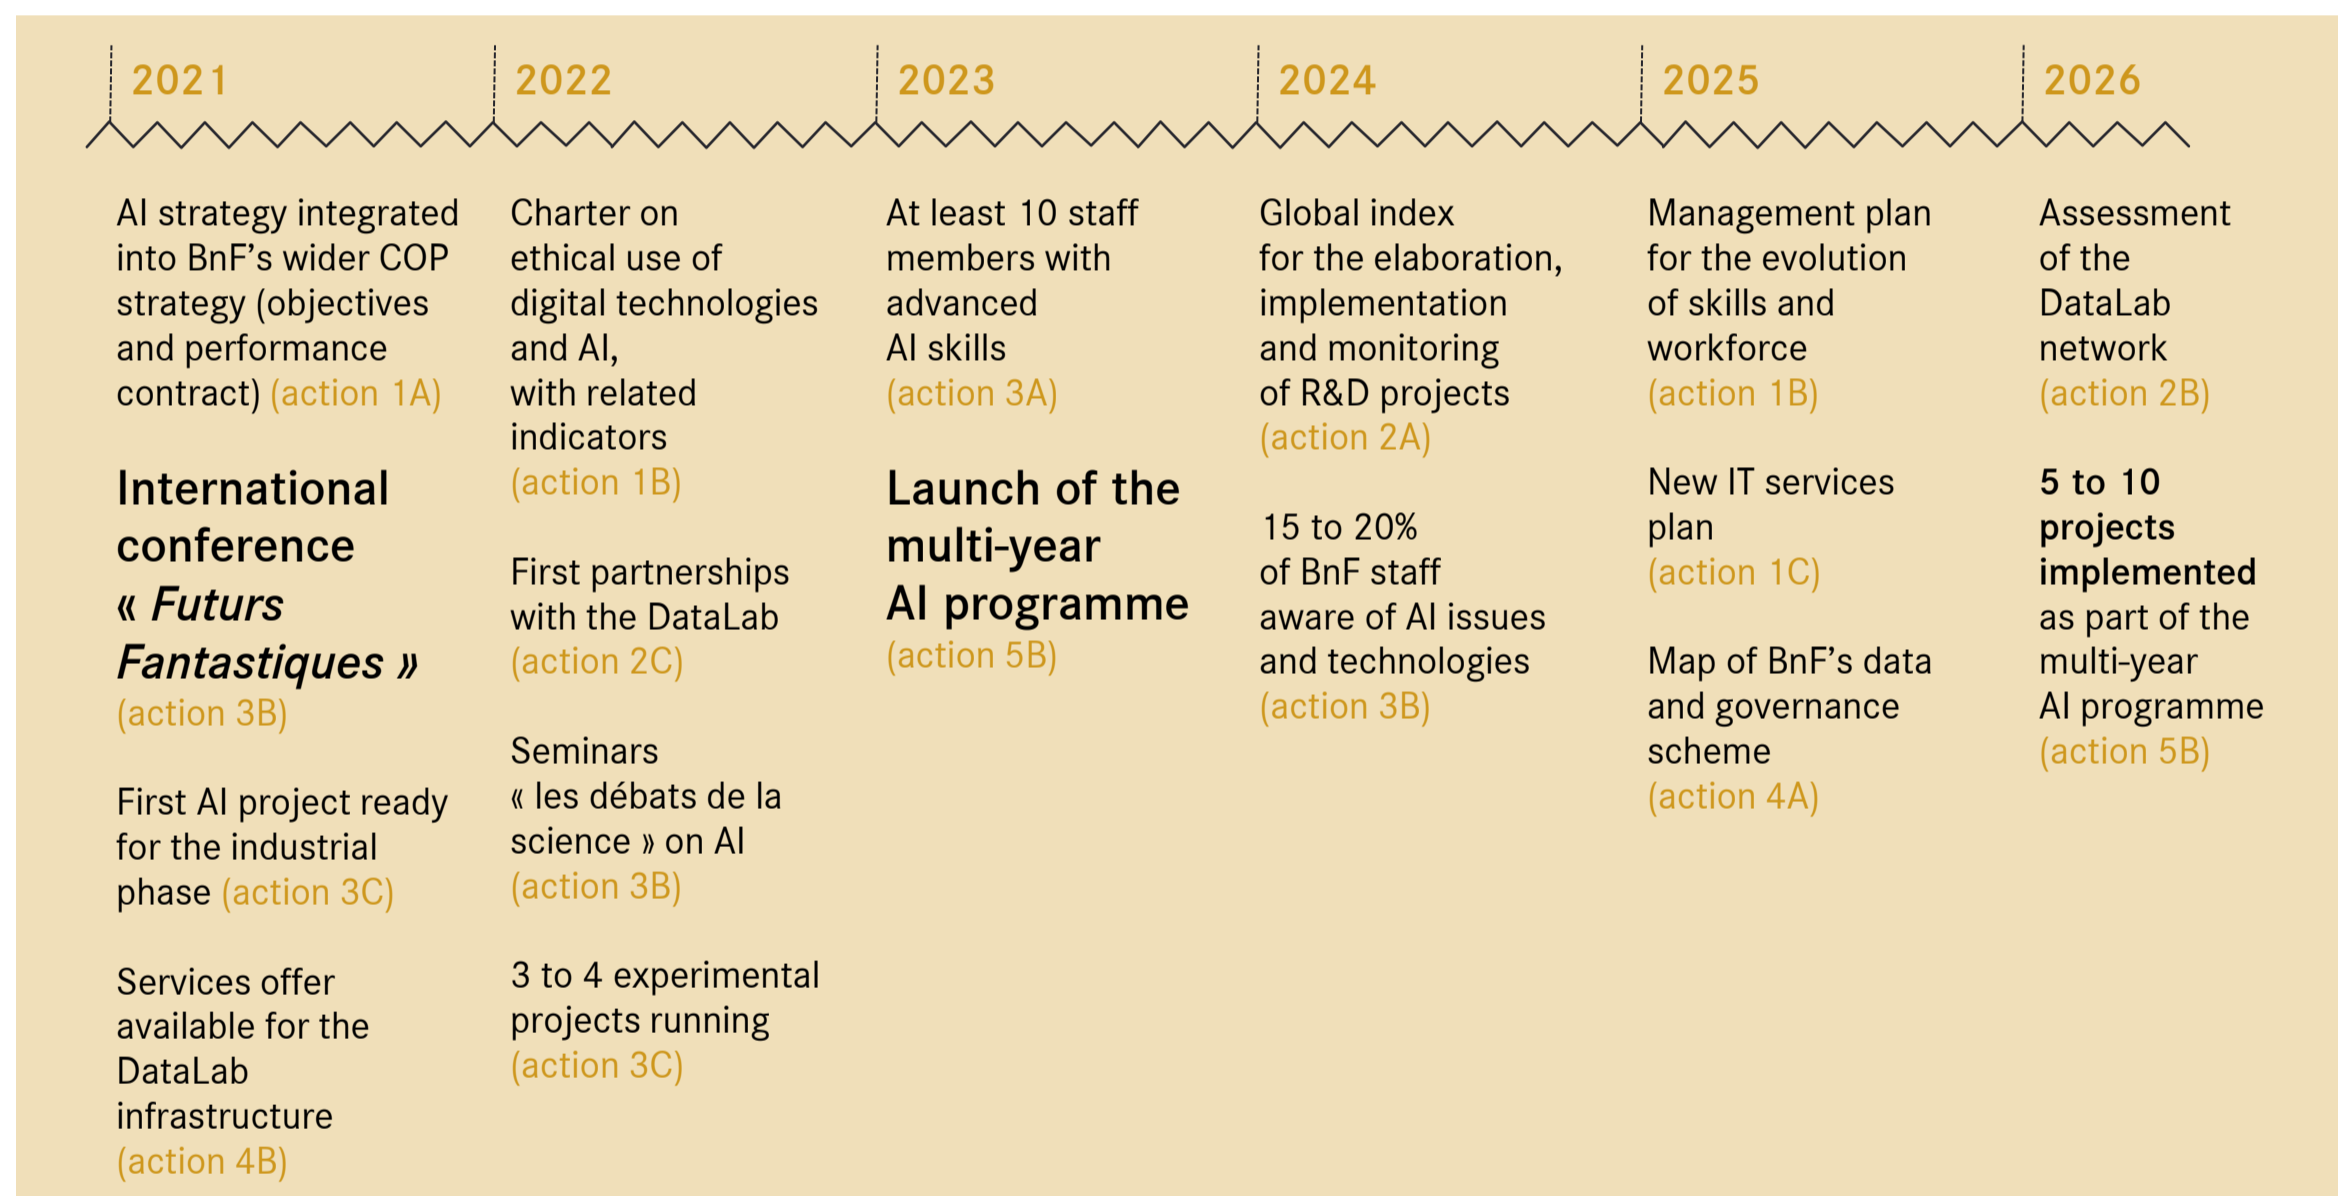 2021
2022
2023
2024
2025
2026
AI strategy integrated
into BnF’s wider COP
strategy (objectives
and performance
contract) (action 1A)
International
conference
« Futurs
Fantastiques »
(action 3B)
First AI project ready
for the industrial
phase (action 3C)
Services offer
available for the
DataLab
infrastructure
(action 4B)
Charter on
ethical use of
digital technologies
and AI,
with related
indicators
(action 1B)
First partnerships
with the DataLab
(action 2C)
Seminars
« les débats de la
science » on AI
(action 3B)
3 to 4 experimental
projects running
(action 3C)
At least 10 staff
members with
advanced
AI skills
(action 3A)
Launch of the
multi-year
AI programme
(action 5B)
Global index
for the elaboration,
implementation
and monitoring
of R&D projects
(action 2A)
15 to 20%
of BnF staff
aware of AI issues
and technologies
(action 3B)
Management plan
for the evolution
of skills and
workforce
(action 1B)
New IT services
plan
(action 1C)
Map of BnF’s data
and governance
scheme
(action 4A)
Assessment
of the
DataLab
network
(action 2B)
5 to 10
projects
implemented
as part of the
multi-year
AI programme
(action 5B)